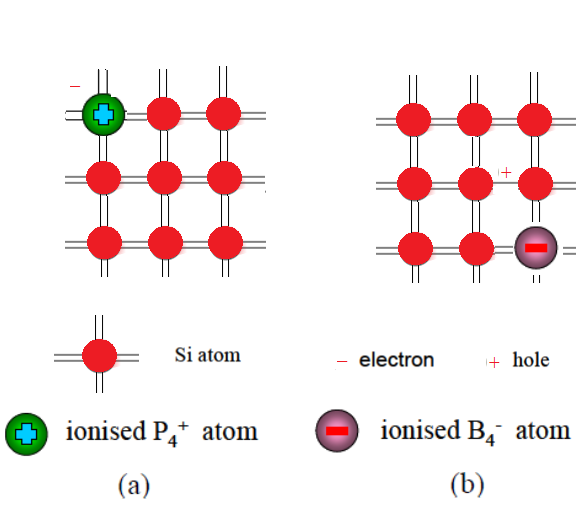 Si atom
− electron
+ hole
ionised P₄⁺ atom
ionised B₄⁻ atom
(a)
(b)